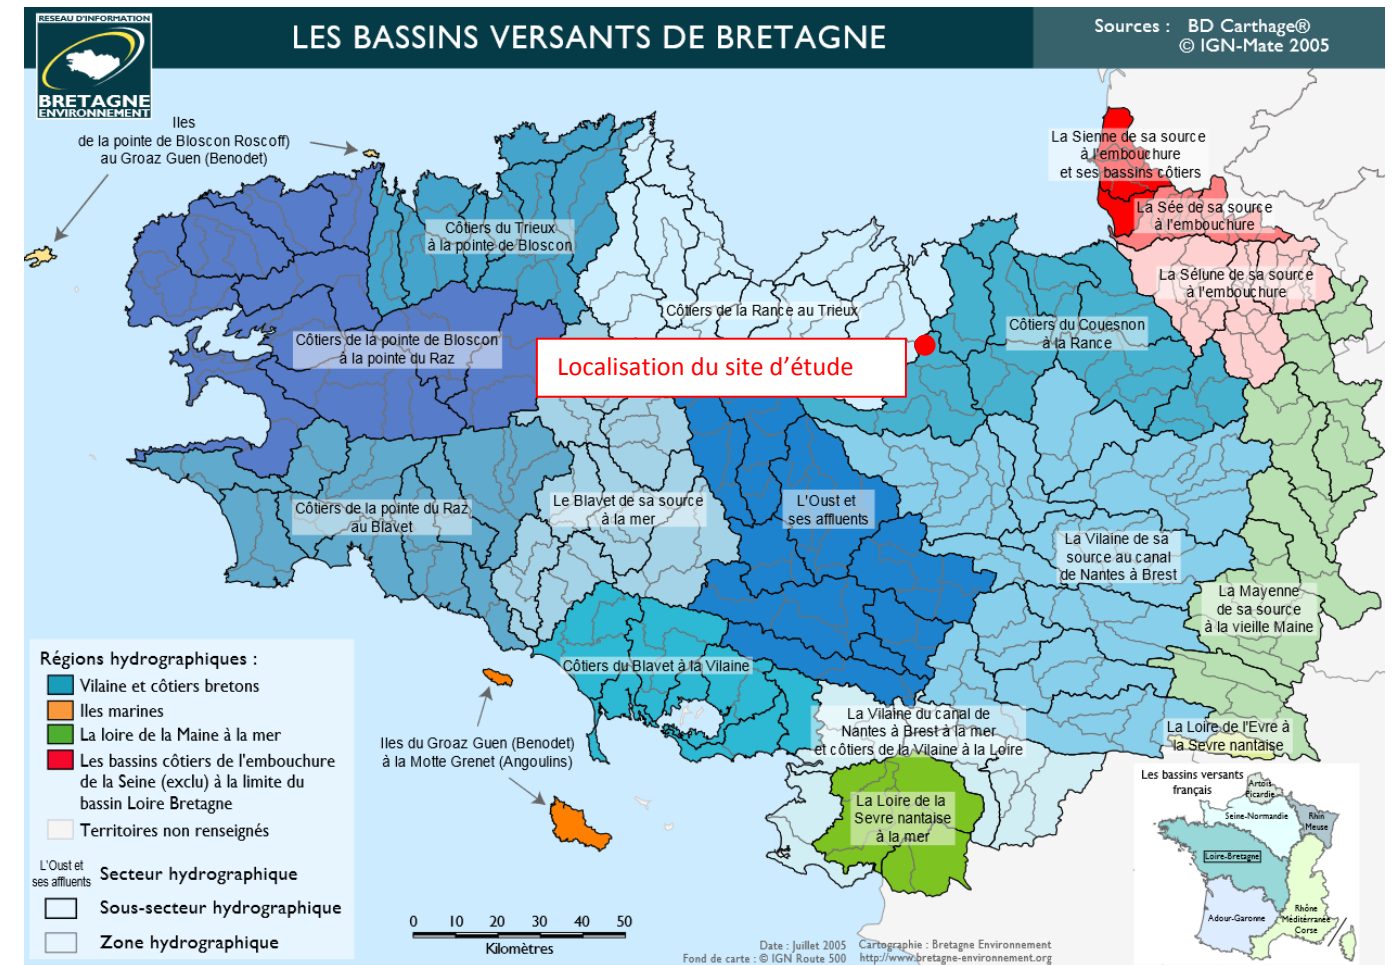 RESEAU D'INFORMATION
BRETAGNE
ENVIRONNEMENT
LES BASSINS VERSANTS DE BRETAGNE
Sources : BD Carthage®
© IGN-Mate 2005
Iles
de la pointe de Bloscon Roscoff)
au Groaz Guen (Benodet)
La Sienne de sa source
à l'embouchure
et ses bassins côtiers
La Sée de sa source
à l'embouchure
Côtiers du Trieux
à la pointe de Bloscon
La Sélune de sa source
à l'embouchure
Côtiers de la Rance au Trieux
Côtiers du Couesnon
à la Rance
Côtiers de la pointe de Bloscon
à la pointe du Raz
Localisation du site d’étude
Côtiers de la pointe du Raz
au Blavet
Le Blavet de sa source
à la mer
L'Oust et
ses affluents
La Vilaine de sa
source au canal
de Nantes à Brest
La Mayenne
de sa source
à la vieille Maine
Côtiers du Blavet à la Vilaine
La Vilaine du canal de
Nantes à Brest à la mer
et côtiers de la Vilaine à la Loire
La Loire de l'Evre à
la Sevre nantaise
Iles du Groaz Guen (Benodet)
à la Motte Grenet (Angoulins)
La Loire de la
Sevre nantaise
à la mer
Régions hydrographiques :
Vilaine et côtiers bretons
Iles marines
La loire de la Maine à la mer
Les bassins côtiers de l'embouchure
de la Seine (exclu) à la limite du
bassin Loire Bretagne
Territoires non renseignés
L'Oust et
ses affluents
Secteur hydrographique
Sous-secteur hydrographique
Zone hydrographique
0 10 20 30 40 50
Kilomètres
Date : Juillet 2005 Cartographie : Bretagne Environnement
Fond de carte : © IGN Route 500 http://www.bretagne-environnement.org
Les bassins versants
français
Artois-
Picardie
Seine-Normandie
Rhin
Meuse
Loire-Bretagne
Adour-Garonne
Rhône
Méditérranée
Corse